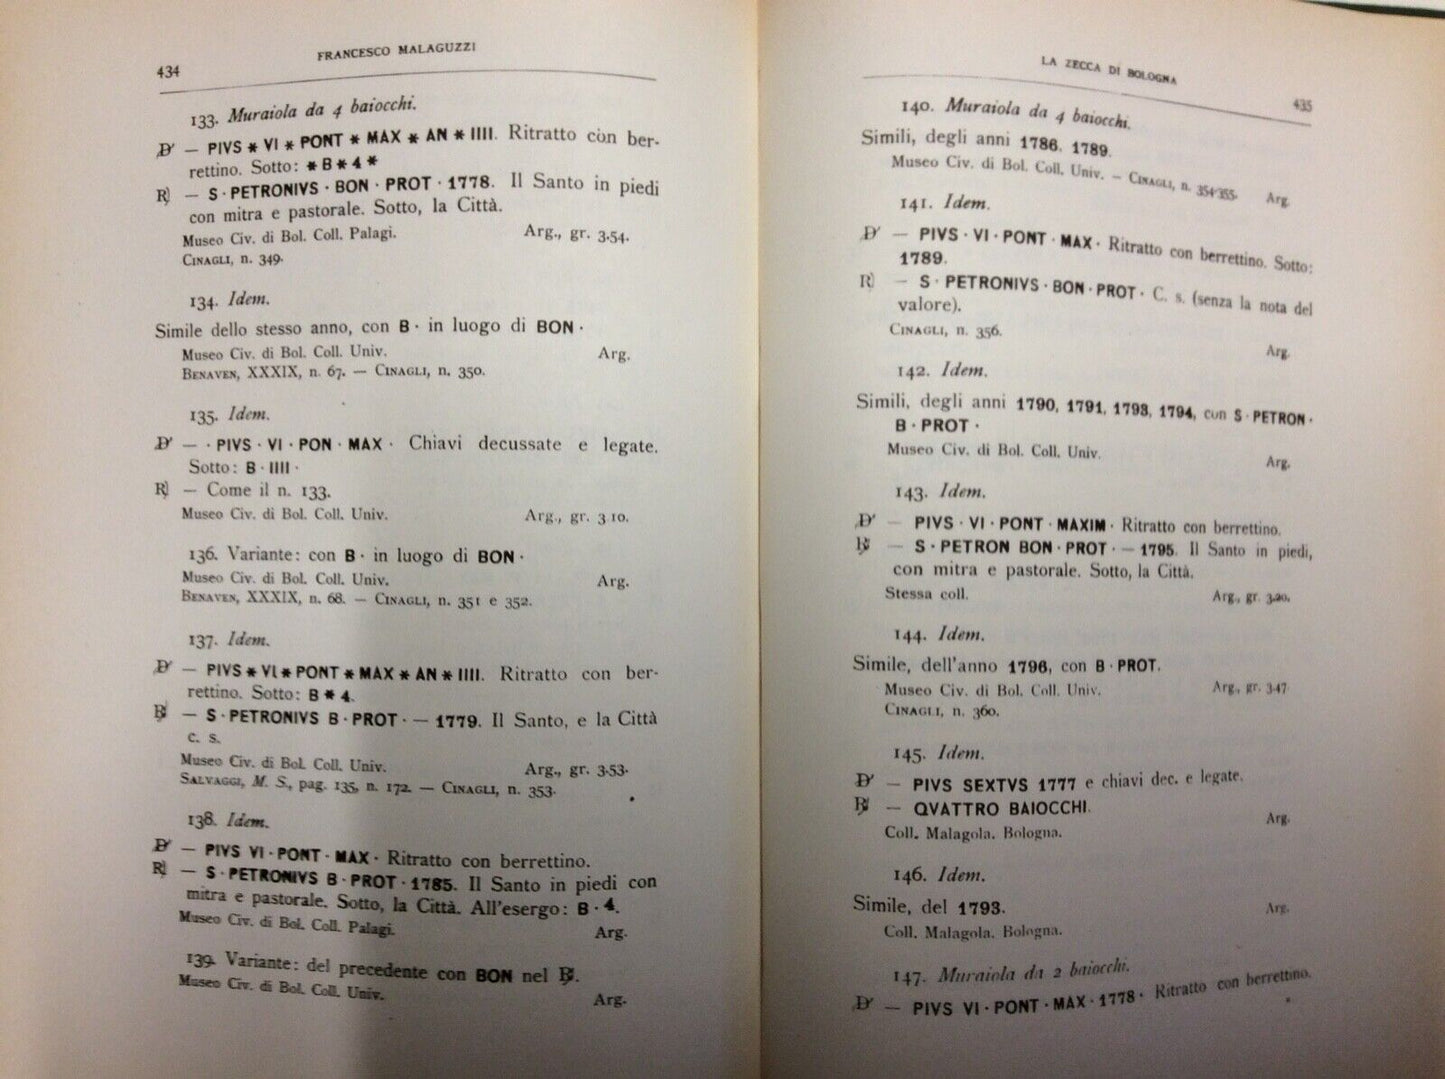 434
FRANCESCO MALAGUZZI
133. Muraiola da 4 baiocchi.
D' — PIVS * VI * PONT * MAX * AN * IIII. Ritratto còn ber-
rettino. Sotto: * B * 4 *
R) — S · PETRONIVS · BON · PROT · 1778. Il Santo in piedi
con mitra e pastorale. Sotto, la Città.
Museo Civ. di Bol. Coll. Palagi. Arg., gr. 3.54.
CINAGLI, n. 349.
134. Idem.
Simile dello stesso anno, con B · in luogo di BON ·
Museo Civ. di Bol. Coll. Univ. Arg.
BENAVEN, XXXIX, n. 67. — CINAGLI, n. 350.
135. Idem.
D' — · PIVS · VI · PON · MAX · Chiavi decussate e legate.
Sotto: B · IIII ·
R) — Come il n. 133.
Museo Civ. di Bol. Coll. Univ. Arg., gr. 3 10.
136. Variante: con B · in luogo di BON ·
Museo Civ. di Bol. Coll. Univ. Arg.
BENAVEN, XXXIX, n. 68. — CINAGLI, n. 351 e 352.
137. Idem.
D' — PIVS * VI * PONT * MAX * AN * IIII. Ritratto con ber-
rettino. Sotto: B * 4.
R) — S · PETRONIVS B · PROT · — 1779. Il Santo, e la Città
c. s.
Museo Civ. di Bol. Coll. Univ. Arg., gr. 3.53.
SALVAGGI, M. S., pag. 135, n. 172. — CINAGLI, n. 353.
138. Idem.
D' — PIVS VI · PONT · MAX · Ritratto con berrettino.
R) — S · PETRONIVS B · PROT · 1785. Il Santo in piedi con
mitra e pastorale. Sotto, la Città. All'esergo: B · 4.
Museo Civ. di Bol. Coll. Palagi. Arg.
139. Variante: del precedente con BON nel R).
Museo Civ. di Bol. Coll. Univ. Arg.
LA ZECCA DI BOLOGNA
435
140. Muraiola da 4 baiocchi.
Simili, degli anni 1786, 1789.
Museo Civ. di Bol. Coll. Univ. — CINAGLI, n. 354-355. Arg.
141. Idem.
D' — PIVS · VI · PONT · MAX · Ritratto con berrettino. Sotto:
1789.
R) — S · PETRONIVS · BON · PROT · C. s. (senza la nota del
valore).
CINAGLI, n. 356.
Arg.
142. Idem.
Simili, degli anni 1790, 1791, 1793, 1794, con S · PETRON ·
B · PROT ·
Museo Civ. di Bol. Coll. Univ. Arg.
143. Idem.
D' — PIVS · VI · PONT · MAXIM · Ritratto con berrettino.
R) — S · PETRON BON · PROT · — 1795. Il Santo in piedi,
con mitra e pastorale. Sotto, la Città.
Stessa coll. Arg., gr. 3.20.
144. Idem.
Simile, dell'anno 1796, con B · PROT.
Museo Civ. di Bol. Coll. Univ. Arg., gr. 3.47.
CINAGLI, n. 360.
145. Idem.
D' — PIVS SEXTVS 1777 e chiavi dec. e legate.
R) — QVATTRO BAIOCCHI.
Coll. Malagola. Bologna. Arg.
146. Idem.
Simile, del 1793. Arg.
Coll. Malagola. Bologna.
147. Muraiola da 2 baiocchi.
D' — PIVS VI · PONT · MAX · 1778 · Ritratto con berrettino.